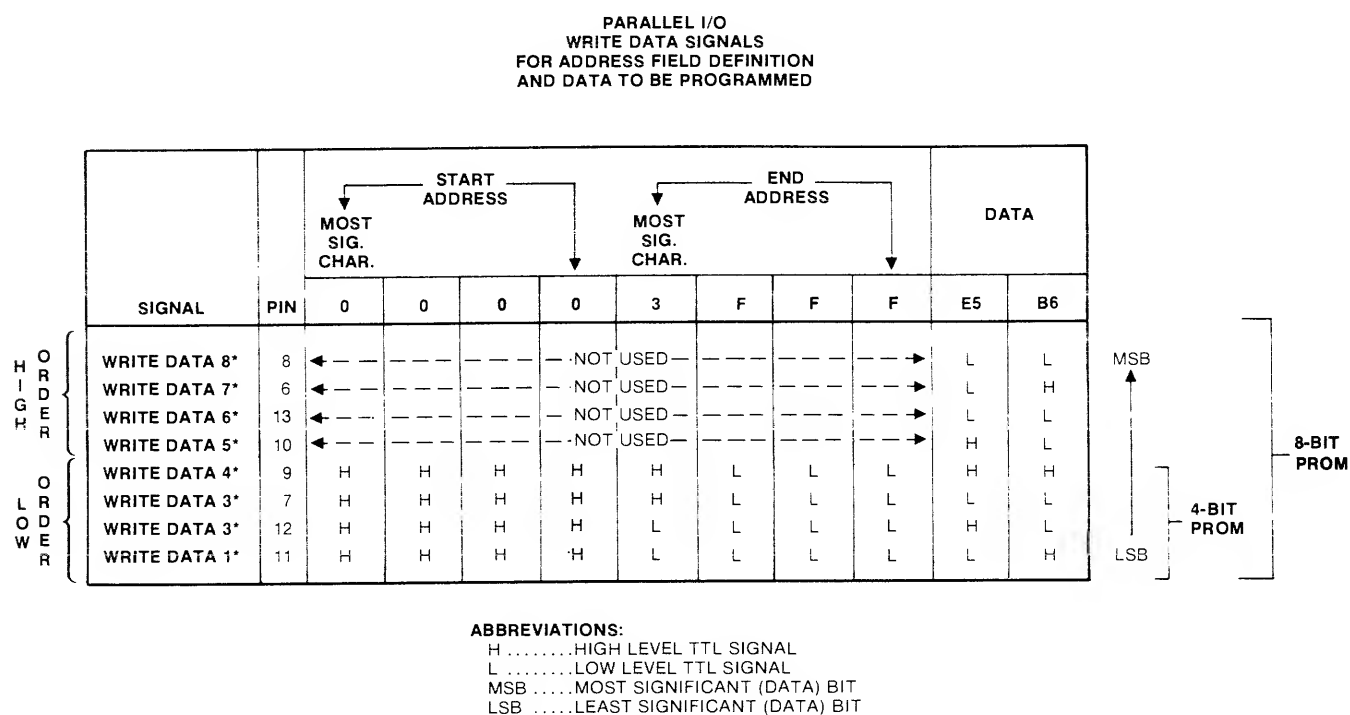 PARALLEL I/O
WRITE DATA SIGNALS
FOR ADDRESS FIELD DEFINITION
AND DATA TO BE PROGRAMMED
START ADDRESS
END ADDRESS
MOST SIG. CHAR.
MOST SIG. CHAR.
DATA
SIGNAL PIN 0 0 0 0 3 F F F E5 B6
HIGH ORDER
WRITE DATA 8* 8 NOT USED L L MSB
WRITE DATA 7* 6 NOT USED L H
WRITE DATA 6* 13 NOT USED L L
WRITE DATA 5* 10 NOT USED H L
8-BIT PROM
LOW ORDER
WRITE DATA 4* 9 H H H H H L L L H H
WRITE DATA 3* 7 H H H H H L L L L L
WRITE DATA 3* 12 H H H H L L L L H L
WRITE DATA 1* 11 H H H H L L L L L H LSB
4-BIT PROM
ABBREVIATIONS:
H ........HIGH LEVEL TTL SIGNAL
L ........LOW LEVEL TTL SIGNAL
MSB .....MOST SIGNIFICANT (DATA) BIT
LSB .....LEAST SIGNIFICANT (DATA) BIT